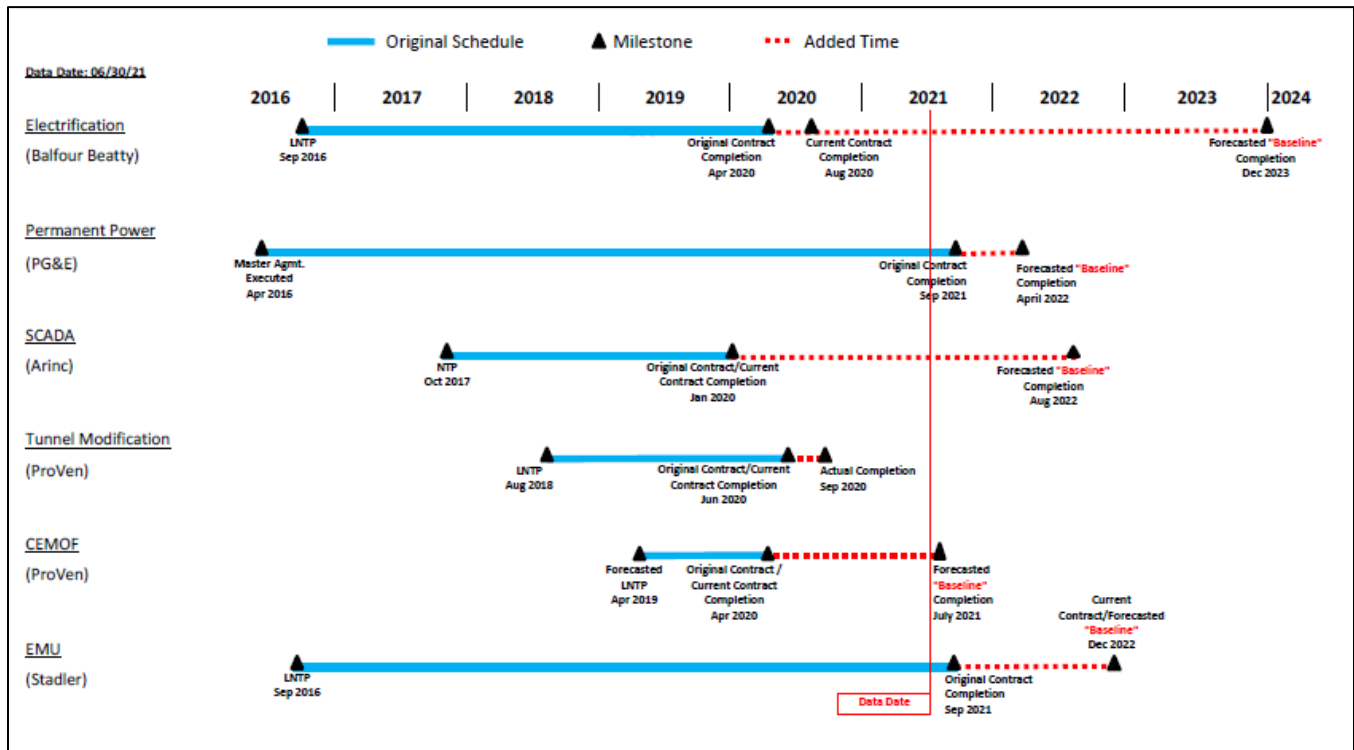 Original Schedule Milestone Added Time
Data Date: 06/30/21
2016 2017 2018 2019 2020 2021 2022 2023 2024
Electrification
(Balfour Beatty)
LNTP
Sep 2016
Original Contract
Completion
Apr 2020
Current Contract
Completion
Aug 2020
Forecasted "Baseline"
Completion
Dec 2023
Permanent Power
(PG&E)
Master Agmt.
Executed
Apr 2016
Original Contract
Completion
Sep 2021
Forecasted "Baseline"
Completion
April 2022
SCADA
(Arinc)
NTP
Oct 2017
Original Contract/Current
Contract Completion
Jan 2020
Forecasted "Baseline"
Completion
Aug 2022
Tunnel Modification
(ProVen)
LNTP
Aug 2018
Original Contract/Current
Contract Completion
Jun 2020
Actual Completion
Sep 2020
CEMOF
(ProVen)
Forecasted
LNTP
Apr 2019
Original Contract /
Current Contract
Completion
Apr 2020
Forecasted
"Baseline"
Completion
July 2021
Current
Contract/Forecasted
"Baseline"
Dec 2022
EMU
(Stadler)
LNTP
Sep 2016
Original Contract
Completion
Sep 2021
Data Date